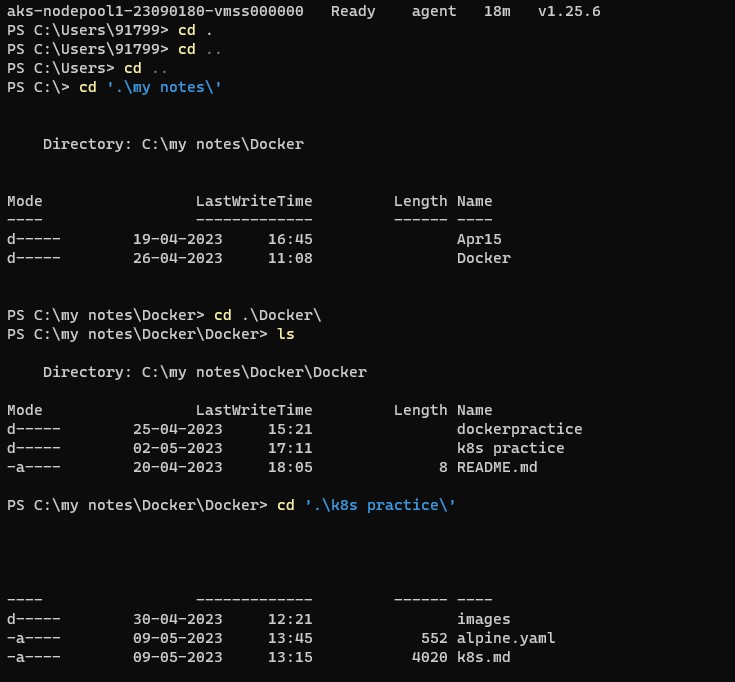 aks-nodepool1-23090180-vmss000000   Ready    agent   18m   v1.25.6
PS C:\Users\91799> cd .
PS C:\Users\91799> cd ..
PS C:\Users> cd ..
PS C:\> cd '.\my notes\'
    Directory: C:\my notes\Docker
Mode                 LastWriteTime         Length Name
----                 -------------         ------ ----
d-----        19-04-2023     16:45                Apr15
d-----        26-04-2023     11:08                Docker
PS C:\my notes\Docker> cd .\Docker\
PS C:\my notes\Docker\Docker> ls
    Directory: C:\my notes\Docker\Docker
Mode                 LastWriteTime         Length Name
d-----        25-04-2023     15:21                dockerpractice
d-----        02-05-2023     17:11                k8s practice
-a----        20-04-2023     18:05              8 README.md
PS C:\my notes\Docker\Docker> cd '.\k8s practice\'
----                 -------------         ------ ----
d-----        30-04-2023     12:21                images
-a----        09-05-2023     13:45            552 alpine.yaml
-a----        09-05-2023     13:15           4020 k8s.md